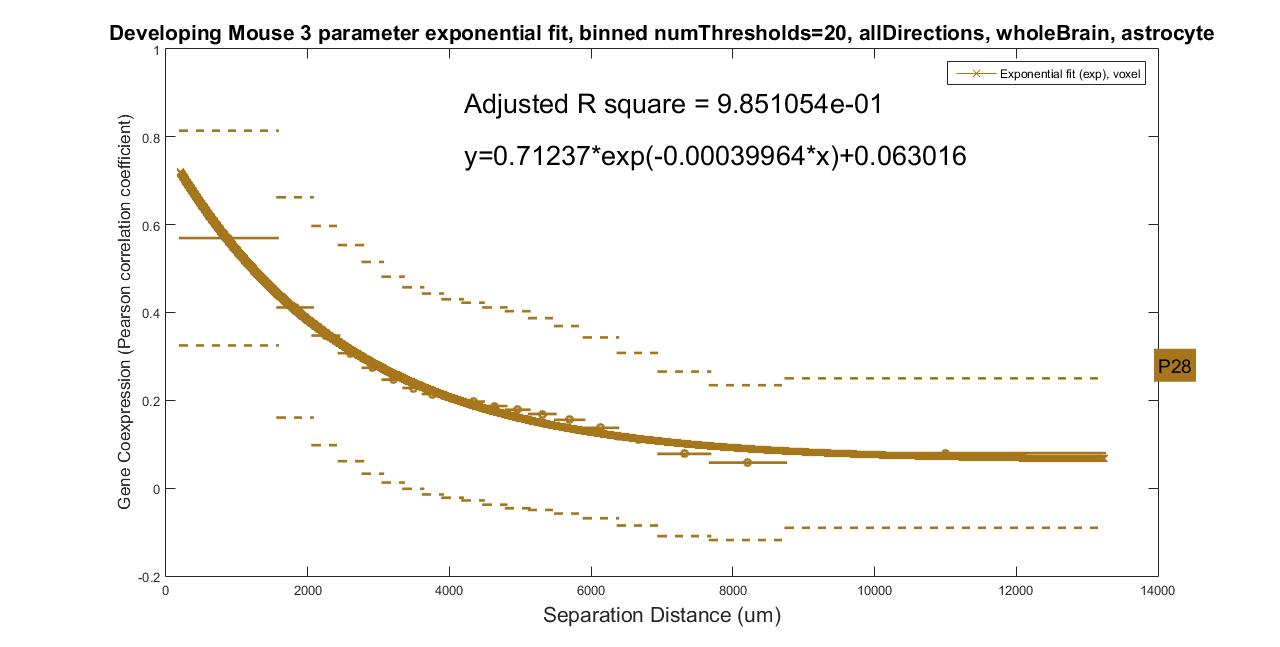 Developing Mouse 3 parameter exponential fit, binned numThresholds=20, allDirections, wholeBrain, astrocyte
Exponential fit (exp), voxel
Adjusted R square = 9.851054e-01
y=0.71237*exp(-0.00039964*x)+0.063016
Gene Coexpression (Pearson correlation coefficient)
1
0.8
0.6
0.4
0.2
0
-0.2
P28
0 2000 4000 6000 8000 10000 12000 14000
Separation Distance (um)